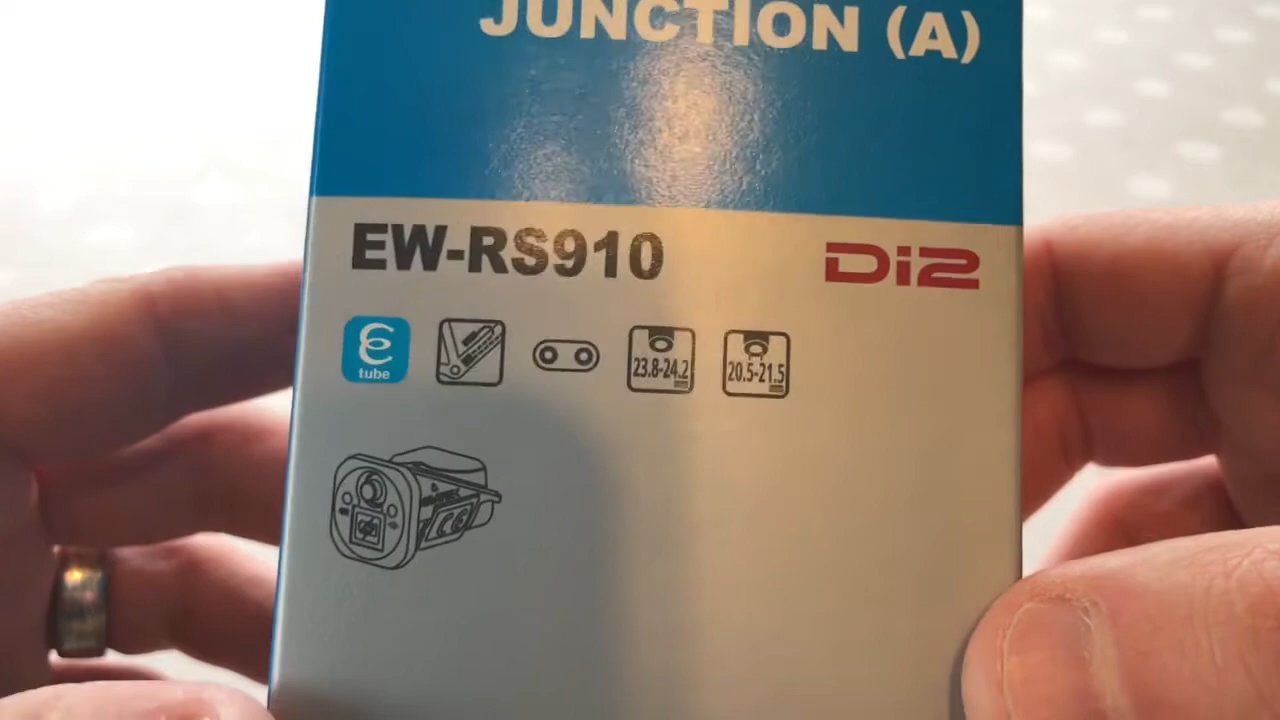 JUNCTION (A)
EW-RS910
Di2
e
tube
23.8-24.2
20.5-21.5